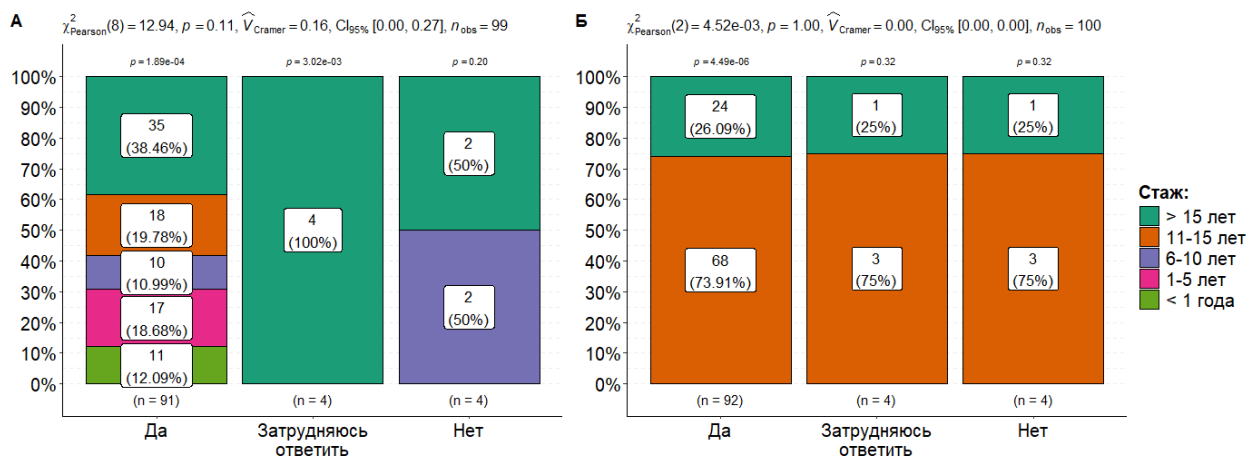 А
χ²Pearson(8) = 12.94, p = 0.11, V̂Cramer = 0.16, CI95% [0.00, 0.27], nobs = 99
p = 1.89e-04
p = 3.02e-03
p = 0.20
100%
90%
80%
70%
60%
50%
40%
30%
20%
10%
0%
35
(38.46%)
18
(19.78%)
10
(10.99%)
17
(18.68%)
11
(12.09%)
4
(100%)
2
(50%)
2
(50%)
(n = 91)
(n = 4)
(n = 4)
Да
Затрудняюсь
ответить
Нет
Б
χ²Pearson(2) = 4.52e-03, p = 1.00, V̂Cramer = 0.00, CI95% [0.00, 0.00], nobs = 100
p = 4.49e-06
p = 0.32
p = 0.32
100%
90%
80%
70%
60%
50%
40%
30%
20%
10%
0%
24
(26.09%)
68
(73.91%)
1
(25%)
3
(75%)
1
(25%)
3
(75%)
(n = 92)
(n = 4)
(n = 4)
Да
Затрудняюсь
ответить
Нет
Стаж:
> 15 лет
11-15 лет
6-10 лет
1-5 лет
< 1 года